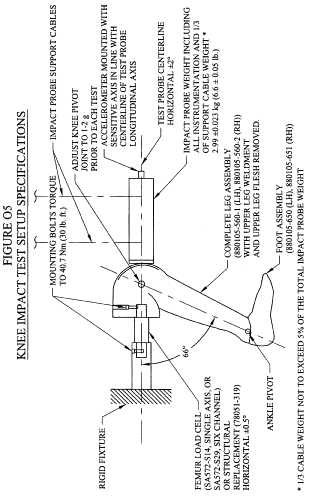 FIGURE O5
KNEE IMPACT TEST SETUP SPECIFICATIONS
IMPACT PROBE SUPPORT CABLES
MOUNTING BOLTS TORQUE
TO 40.7 Nm (30 lb. ft.)
ADJUST KNEE PIVOT
JOINT TO 1-2 g
PRIOR TO EACH TEST
ACCELEROMETER MOUNTED WITH
SENSITIVE AXIS IN LINE WITH
CENTERLINE OF TEST PROBE
LONGITUDINAL AXIS
TEST PROBE CENTERLINE
HORIZONTAL ±2°
IMPACT PROBE WEIGHT INCLUDING
ALL INSTRUMENTATION AND 1/3
OF SUPPORT CABLE WEIGHT *
2.99 ±0.023 kg (6.6 ± 0.05 lb.)
RIGID FIXTURE
66°
COMPLETE LEG ASSEMBLY
(880105-560-1 (LH), 880105-560-2 (RH))
WITH UPPER LEG WELDMENT
AND UPPER LEG FLESH REMOVED.
FOOT ASSEMBLY
(880105-650 (LH), 880105-651 (RH))
FEMUR LOAD CELL
(SA572-S14, SINGLE AXIS, OR
SA572-S29, SIX CHANNEL)
OR STRUCTURAL
REPLACEMENT (78051-319)
HORIZONTAL ±0.5°
ANKLE PIVOT
* 1/3 CABLE WEIGHT NOT TO EXCEED 5% OF THE TOTAL IMPACT PROBE WEIGHT